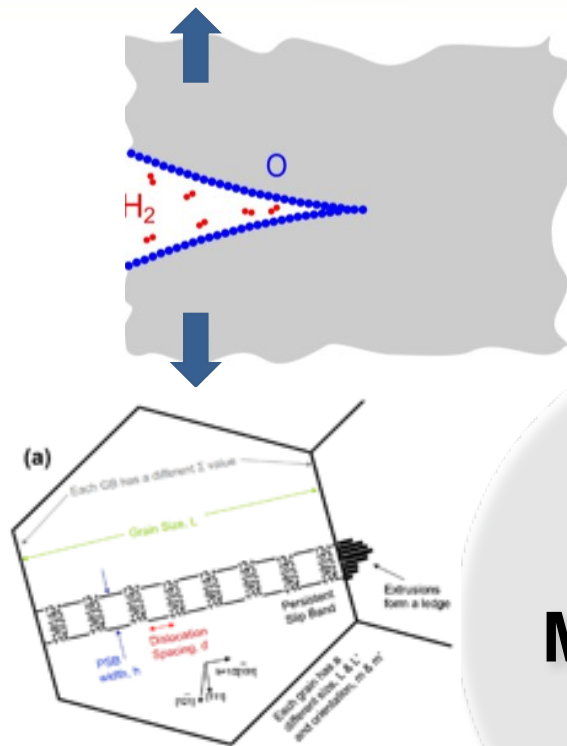 O
H₂
(a)
Each GB has a different Σ value
Grain Size, L
Persistent
Slip Band
Extrusions
form a ledge
Dislocation
Spacing, d
PSB
width, h
Each grain has a
different size, L & L'
and orientation, m & m'
M